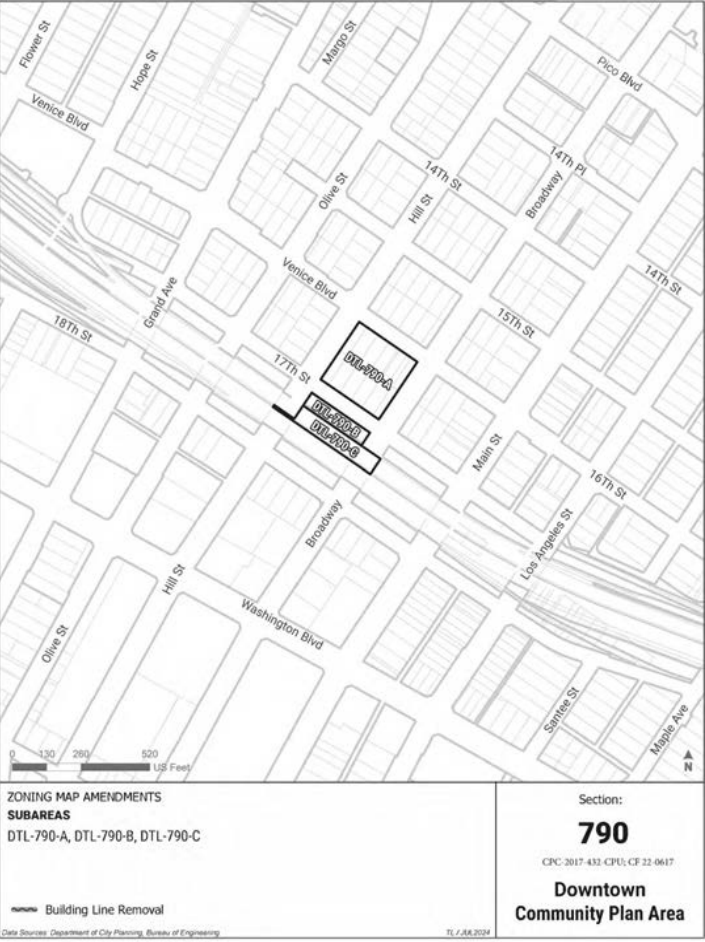 Flower St
Hope St
Margo St
Pico Blvd
Venice Blvd
14Th St
14Th Pl
Olive St
Hill St
Broadway
14Th St
Venice Blvd
Grand Ave
15Th St
18Th St
17Th St
DTL-790-A
DTL-790-B
DTL-790-C
Main St
16Th St
Broadway
Los Angeles St
Hill St
Washington Blvd
Olive St
Santee St
Maple Ave
0 130 260 520
US Feet
N
ZONING MAP AMENDMENTS
SUBAREAS
DTL-790-A, DTL-790-B, DTL-790-C
Building Line Removal
Data Sources: Department of City Planning, Bureau of Engineering
TL / JUL2024
Section:
790
CPC-2017-432-CPU; CF 22-0617
Downtown
Community Plan Area